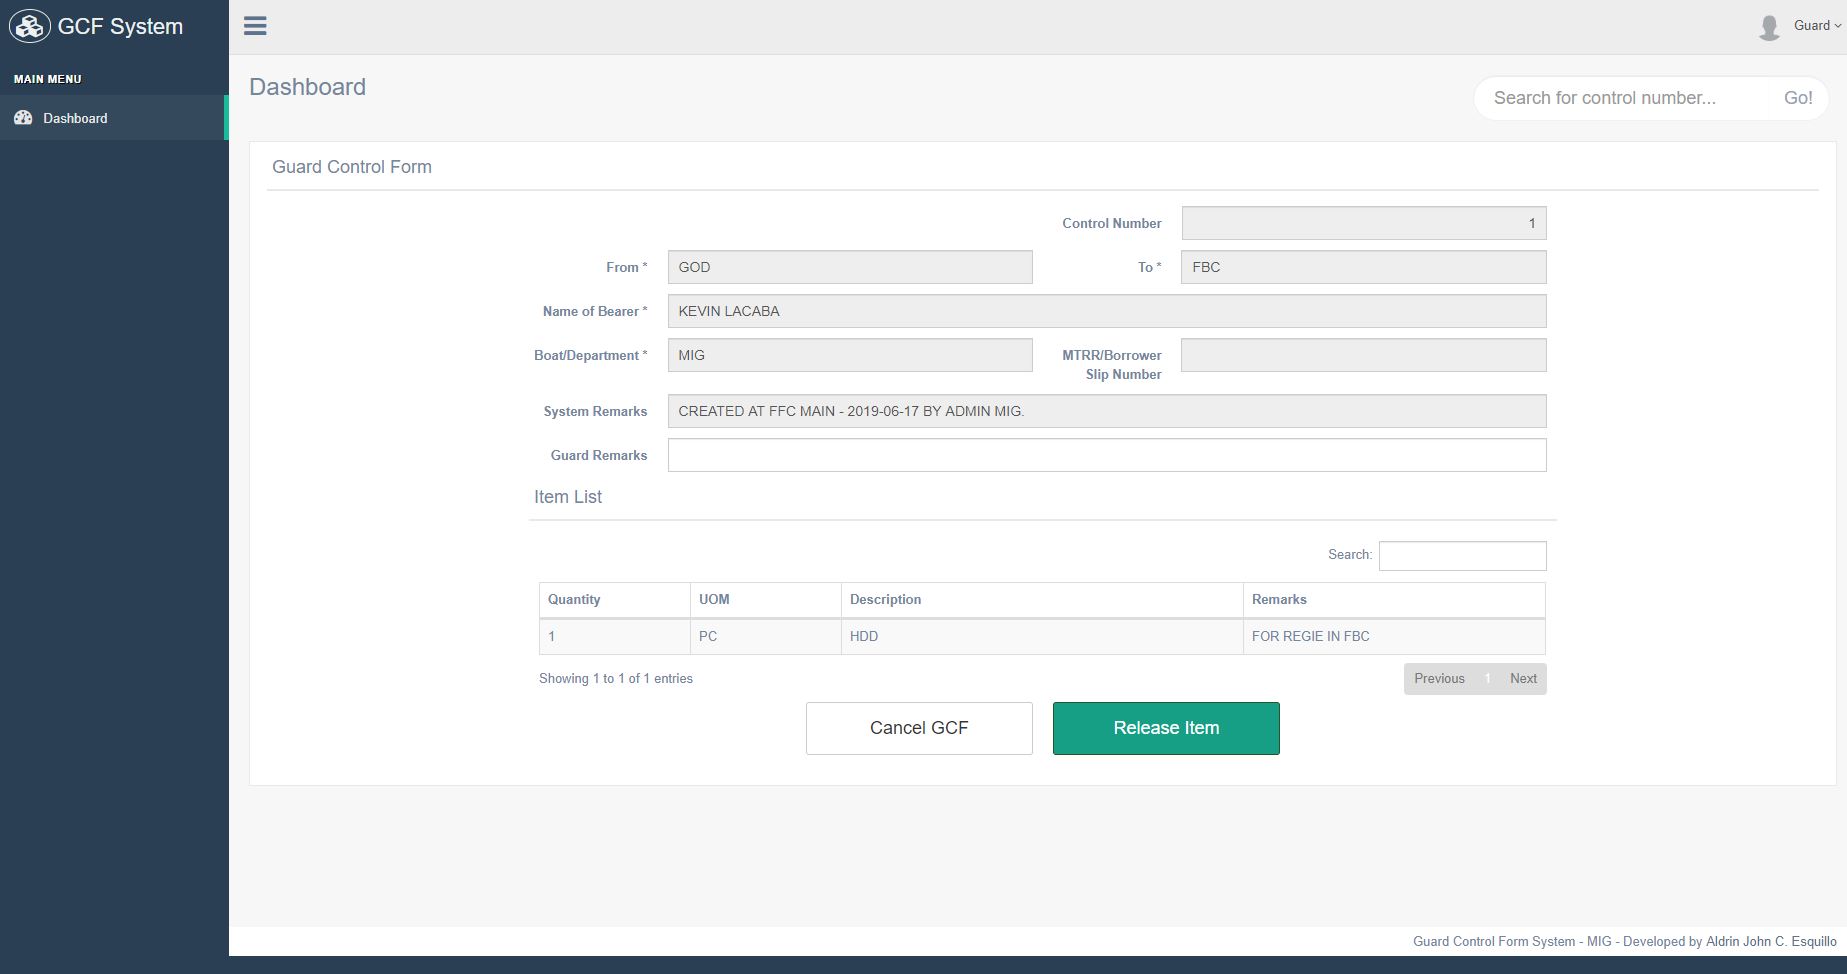 GCF System
Guard
MAIN MENU
Dashboard
Dashboard
Search for control number... Go!
Guard Control Form
Control Number 1
From * GOD To * FBC
Name of Bearer * KEVIN LACABA
Boat/Department * MIG MTRR/Borrower
Slip Number
System Remarks CREATED AT FFC MAIN - 2019-06-17 BY ADMIN MIG.
Guard Remarks
Item List
Search:
Quantity UOM Description Remarks
1 PC HDD FOR REGIE IN FBC
Showing 1 to 1 of 1 entries Previous 1 Next
Cancel GCF Release Item
Guard Control Form System - MIG - Developed by Aldrin John C. Esquillo